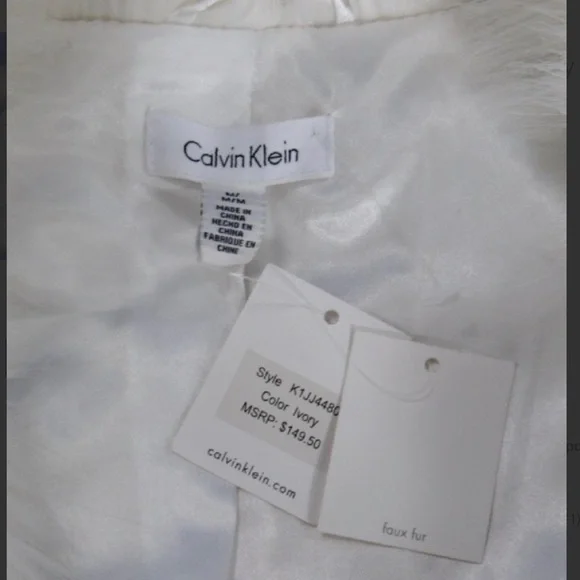 Calvin Klein
M/M
MADE IN
CHINA
HECHO EN
CHINA
FABRIQUE EN
CHINE
Style K1JJ4480
Color Ivory
MSRP: $149.50
calvinklein.com
faux fur